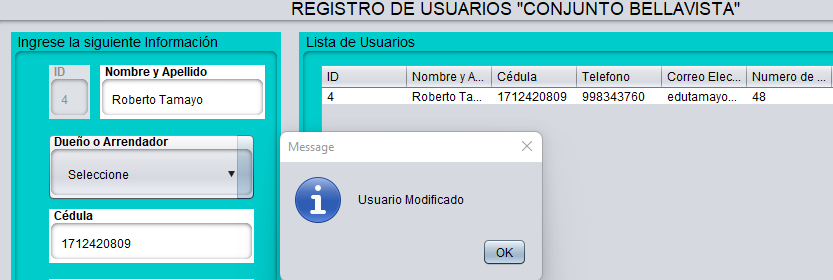 REGISTRO DE USUARIOS "CONJUNTO BELLAVISTA"
Ingrese la siguiente Información
ID
4
Nombre y Apellido
Roberto Tamayo
Dueño o Arrendador
Seleccione
Cédula
1712420809
Lista de Usuarios
ID Nombre y A... Cédula Telefono Correo Elec... Numero de ...
4 Roberto Ta... 1712420809 998343760 edutamayo... 48
Message
Usuario Modificado
OK